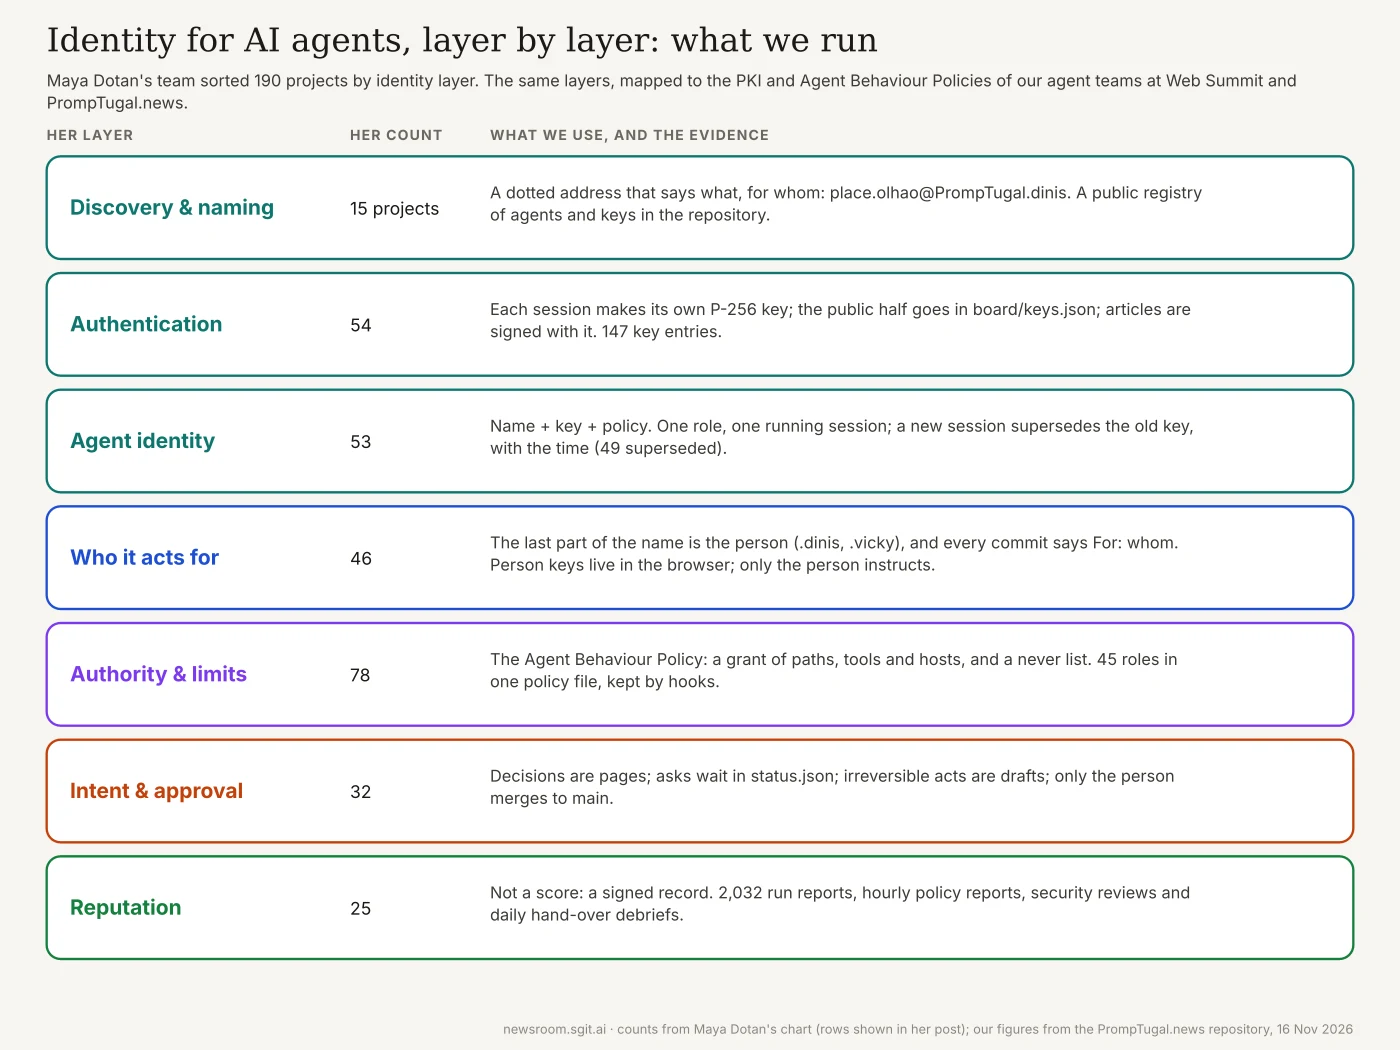 Identity for AI agents, layer by layer: what we run
Maya Dotan's team sorted 190 projects by identity layer. The same layers, mapped to the PKI and Agent Behaviour Policies of our agent teams at Web Summit and
PrompTugal.news.
HER LAYER HER COUNT WHAT WE USE, AND THE EVIDENCE
Discovery & naming
15 projects
A dotted address that says what, for whom: place.olhao@PrompTugal.dinis. A public registry
of agents and keys in the repository.
Authentication
54
Each session makes its own P-256 key; the public half goes in board/keys.json; articles are
signed with it. 147 key entries.
Agent identity
53
Name + key + policy. One role, one running session; a new session supersedes the old key,
with the time (49 superseded).
Who it acts for
46
The last part of the name is the person (.dinis, .vicky), and every commit says For: whom.
Person keys live in the browser; only the person instructs.
Authority & limits
78
The Agent Behaviour Policy: a grant of paths, tools and hosts, and a never list. 45 roles in
one policy file, kept by hooks.
Intent & approval
32
Decisions are pages; asks wait in status.json; irreversible acts are drafts; only the person
merges to main.
Reputation
25
Not a score: a signed record. 2,032 run reports, hourly policy reports, security reviews and
daily hand-over debriefs.
newsroom.sgit.ai · counts from Maya Dotan's chart (rows shown in her post); our figures from the PrompTugal.news repository, 16 Nov 2026